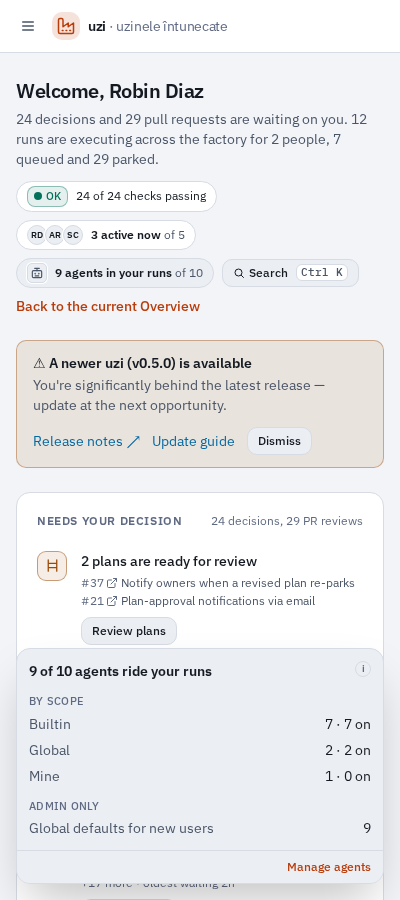 uzi · uzinele întunecate
Welcome, Robin Diaz
24 decisions and 29 pull requests are waiting on you. 12
runs are executing across the factory for 2 people, 7
queued and 29 parked.
OK 24 of 24 checks passing
RD AR SC 3 active now of 5
9 agents in your runs of 10 Search Ctrl K
Back to the current Overview
⚠ A newer uzi (v0.5.0) is available
You're significantly behind the latest release —
update at the next opportunity.
Release notes ↗ Update guide Dismiss
NEEDS YOUR DECISION 24 decisions, 29 PR reviews
2 plans are ready for review
#37 Notify owners when a revised plan re-parks
#21 Plan-approval notifications via email
Review plans
9 of 10 agents ride your runs i
BY SCOPE
Builtin 7 · 7 on
Global 2 · 2 on
Mine 1 · 0 on
ADMIN ONLY
Global defaults for new users 9
Manage agents
+17 more · oldest waiting 2h